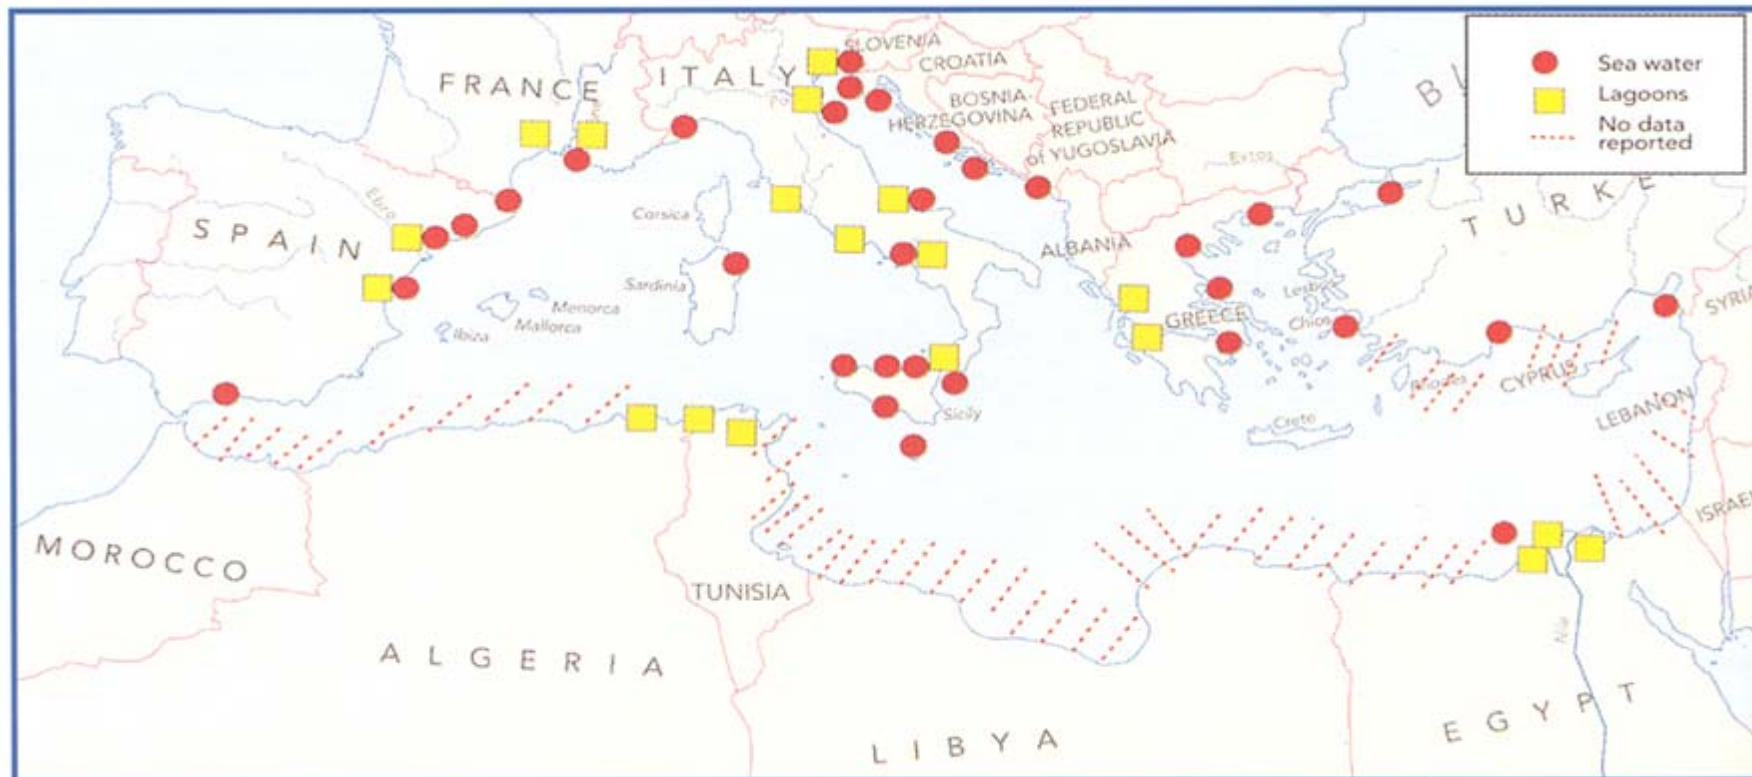 SLOVENIA
CROATIA
FRANCE
ITALY
Po
BOSNIA-
HERZEGOVINA
FEDERAL
REPUBLIC
of YUGOSLAVIA
Sea water
Lagoons
No data
reported
Evros
TURKE
Ebro
SPAIN
Corsica
ALBANIA
Sardinia
Menorca
Mallorca
Ibiza
Lesbos
GREECE
Chios
SYRIA
Rhodes
CYPRUS
LEBANON
Sicily
Crete
ISRAEL
MOROCCO
TUNISIA
Nile
ALGERIA
LIBYA
EGYPT